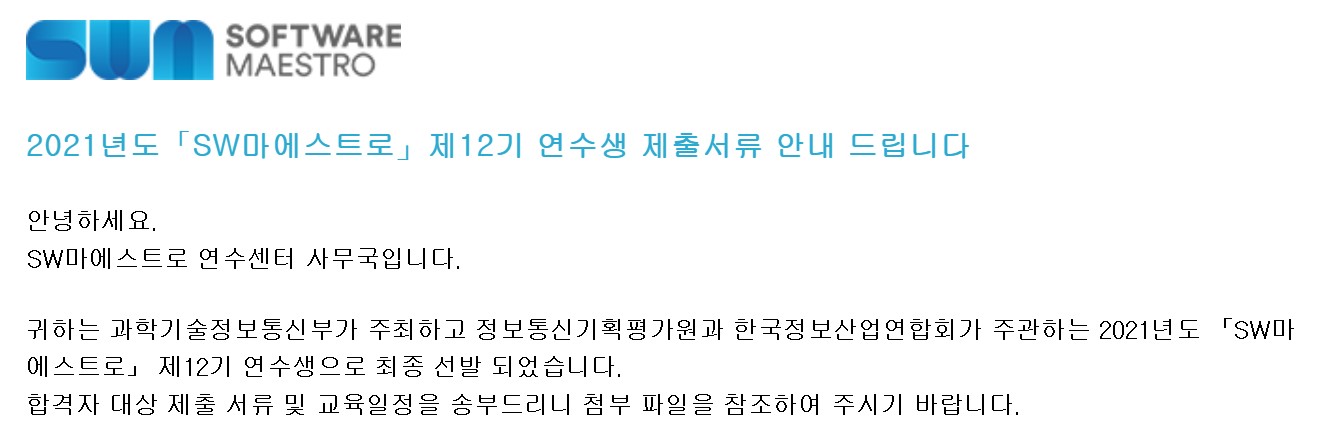 SWM SOFTWARE
MAESTRO
2021년도「SW마에스트로」제12기 연수생 제출서류 안내 드립니다
안녕하세요.
SW마에스트로 연수센터 사무국입니다.
귀하는 과학기술정보통신부가 주최하고 정보통신기획평가원과 한국정보산업연합회가 주관하는 2021년도 「SW마
에스트로」 제12기 연수생으로 최종 선발 되었습니다.
합격자 대상 제출 서류 및 교육일정을 송부드리니 첨부 파일을 참조하여 주시기 바랍니다.